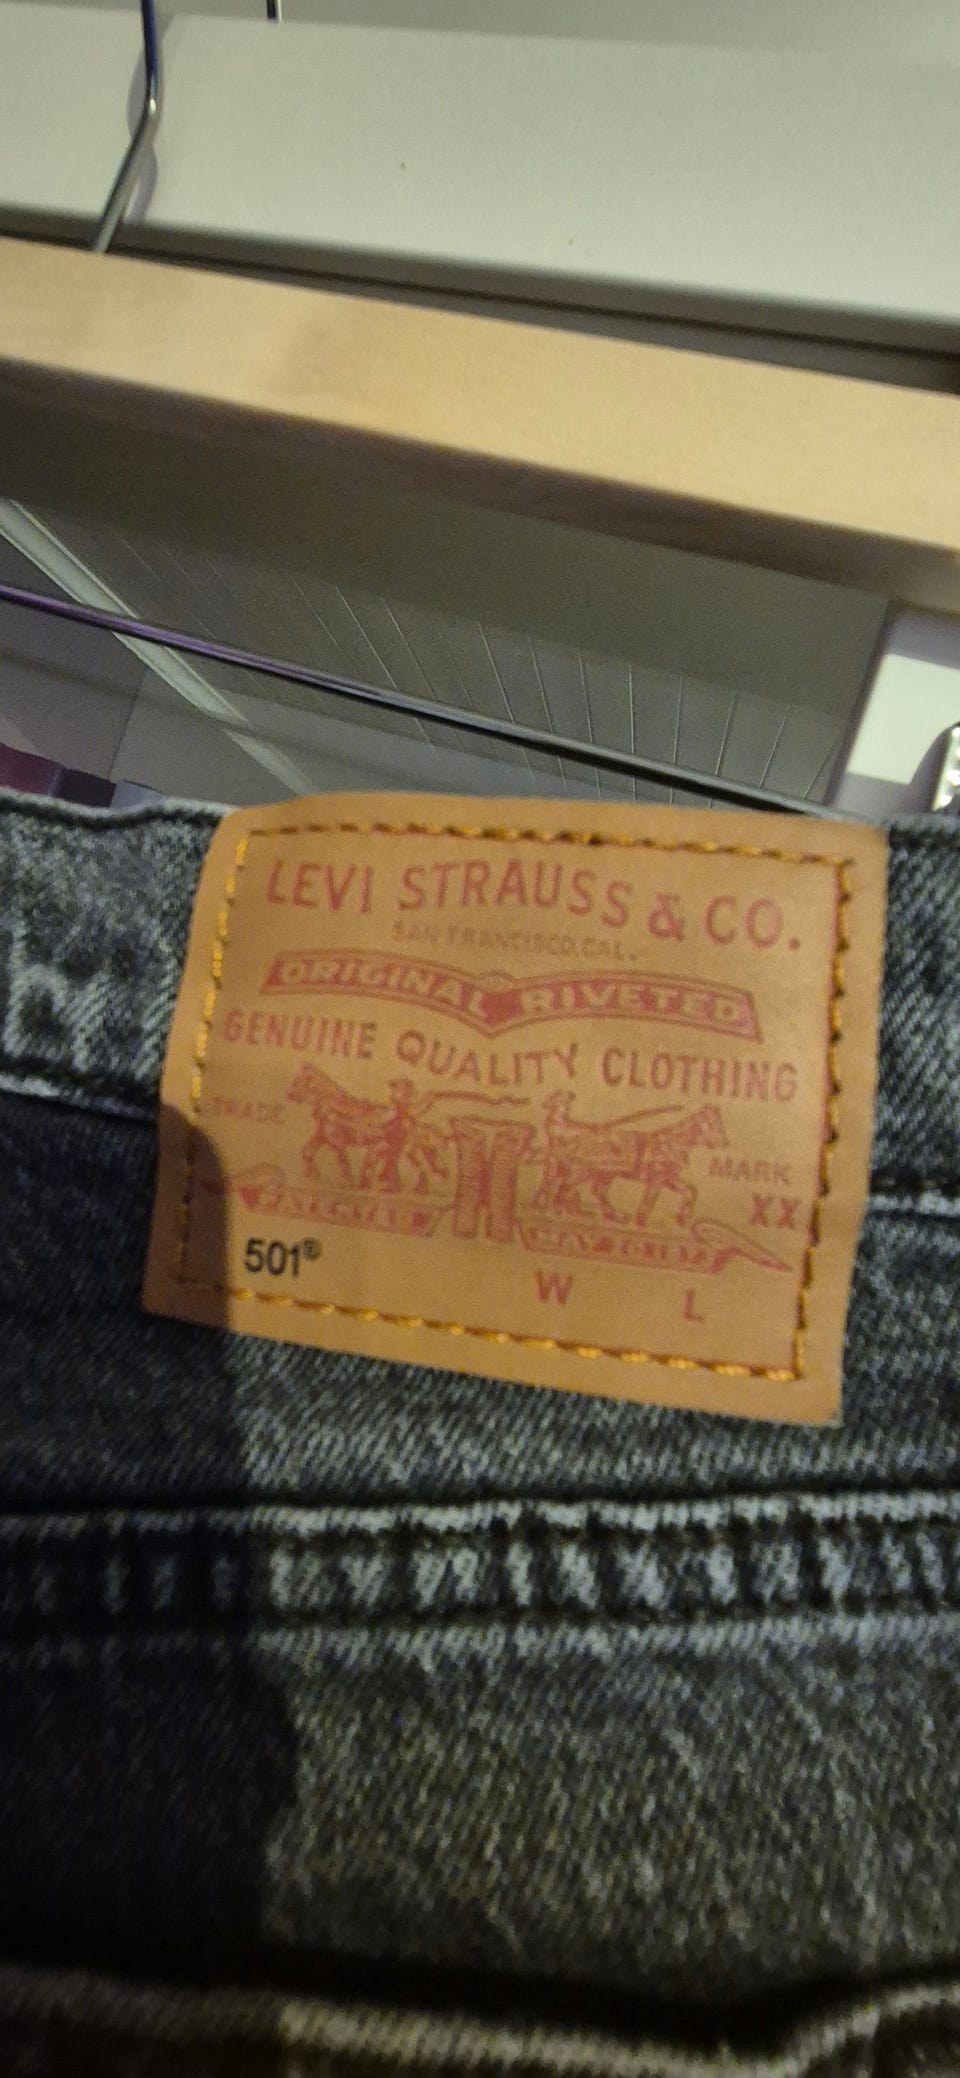 LEVI STRAUSS & CO.
SAN FRANCISCO, CAL.
ORIGINAL RIVETED
GENUINE QUALITY CLOTHING
TRADE MARK
XX
501®
W L